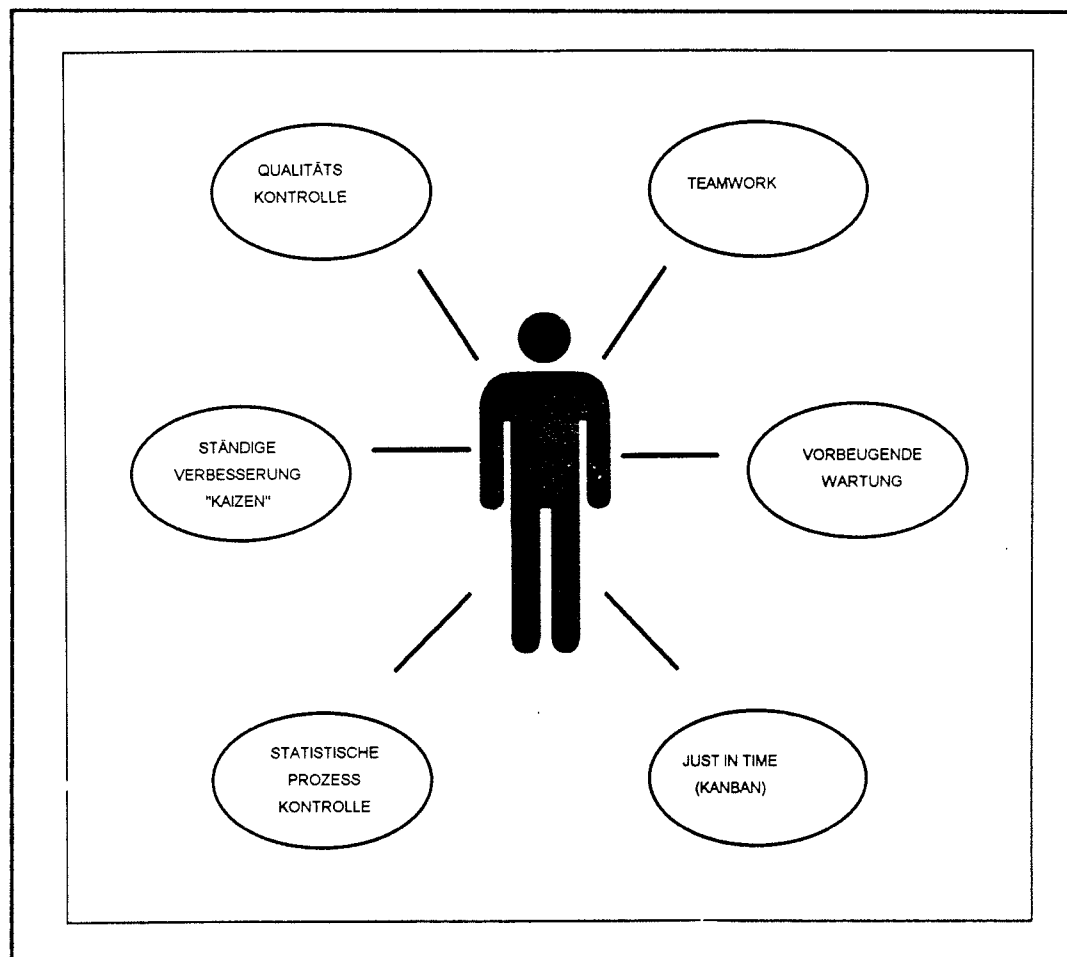 QUALITÄTS
KONTROLLE
TEAMWORK
STÄNDIGE
VERBESSERUNG
"KAIZEN"
VORBEUGENDE
WARTUNG
STATISTISCHE
PROZESS
KONTROLLE
JUST IN TIME
(KANBAN)